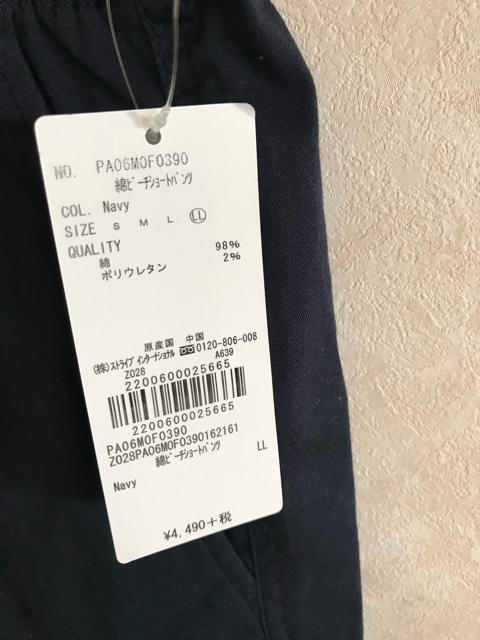 NO. PA06M0F0390
綿ピーチショートパンツ
COL. Navy
SIZE S M L LL
QUALITY
綿 98%
ポリウレタン 2%
原産国 中国
(株)ストライプ インターナショナル 0120-806-008
Z028 A639
2200600025665
2200600025665
PA06M0F0390
Z028PA06M0F0390162161
綿ピーチショートパンツ
Navy LL
¥4,490+税